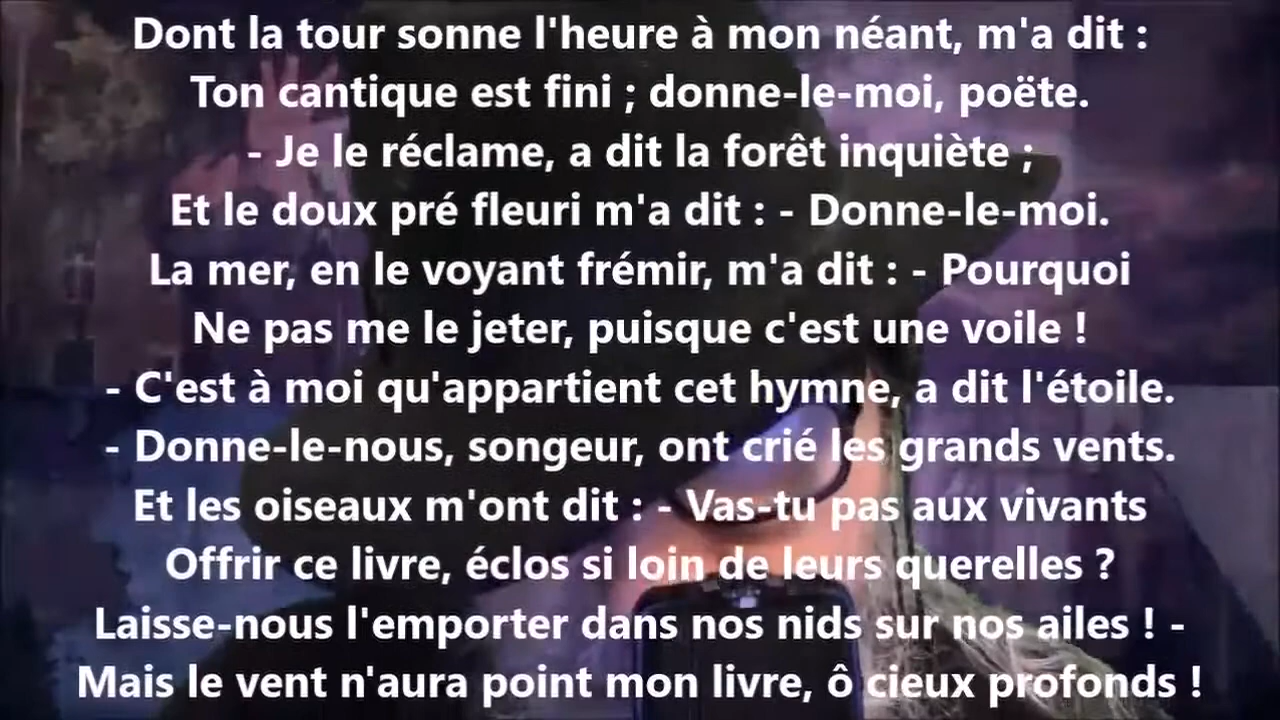 Dont la tour sonne l'heure à mon néant, m'a dit :
Ton cantique est fini ; donne-le-moi, poëte.
- Je le réclame, a dit la forêt inquiète ;
Et le doux pré fleuri m'a dit : - Donne-le-moi.
La mer, en le voyant frémir, m'a dit : - Pourquoi
Ne pas me le jeter, puisque c'est une voile !
- C'est à moi qu'appartient cet hymne, a dit l'étoile.
- Donne-le-nous, songeur, ont crié les grands vents.
Et les oiseaux m'ont dit : - Vas-tu pas aux vivants
Offrir ce livre, éclos si loin de leurs querelles ?
Laisse-nous l'emporter dans nos nids sur nos ailes ! -
Mais le vent n'aura point mon livre, ô cieux profonds !